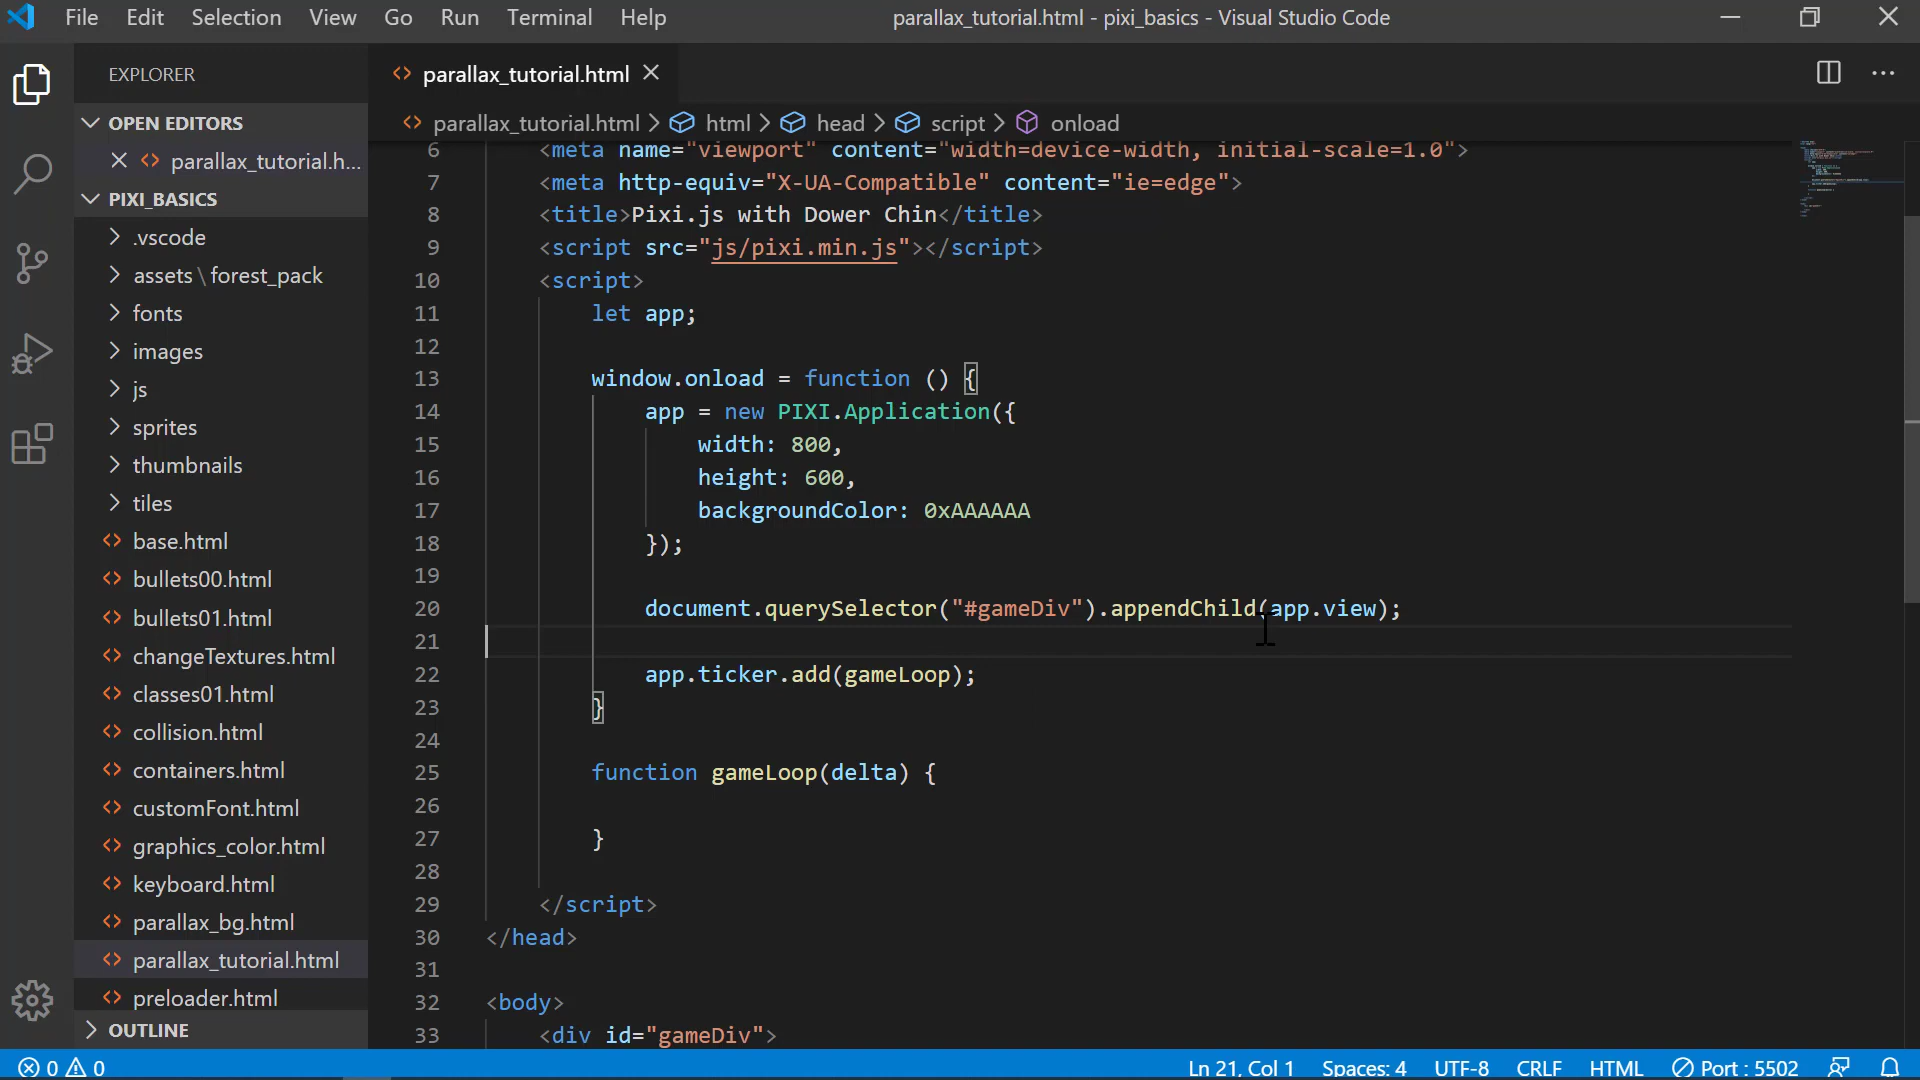 File Edit Selection View Go Run Terminal Help
parallax_tutorial.html - pixi_basics - Visual Studio Code
EXPLORER
OPEN EDITORS
parallax_tutorial.h...
PIXI_BASICS
.vscode
assets \ forest_pack
fonts
images
js
sprites
thumbnails
tiles
base.html
bullets00.html
bullets01.html
changeTextures.html
classes01.html
collision.html
containers.html
customFont.html
graphics_color.html
keyboard.html
parallax_bg.html
parallax_tutorial.html
preloader.html
OUTLINE
parallax_tutorial.html
parallax_tutorial.html > html > head > script > onload
6 <meta name="viewport" content="width=device-width, initial-scale=1.0">
7 <meta http-equiv="X-UA-Compatible" content="ie=edge">
8 <title>Pixi.js with Dower Chin</title>
9 <script src="js/pixi.min.js"></script>
10 <script>
11 let app;
12
13 window.onload = function () {
14 app = new PIXI.Application({
15 width: 800,
16 height: 600,
17 backgroundColor: 0xAAAAAA
18 });
19
20 document.querySelector("#gameDiv").appendChild(app.view);
21
22 app.ticker.add(gameLoop);
23 }
24
25 function gameLoop(delta) {
26
27 }
28
29 </script>
30 </head>
31
32 <body>
33 <div id="gameDiv">
0 0 Ln 21, Col 1 Spaces: 4 UTF-8 CRLF HTML Port : 5502